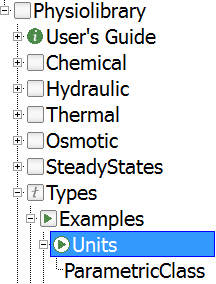 Physiolibrary
User's Guide
Chemical
Hydraulic
Thermal
Osmotic
SteadyStates
Types
Examples
Units
ParametricClass